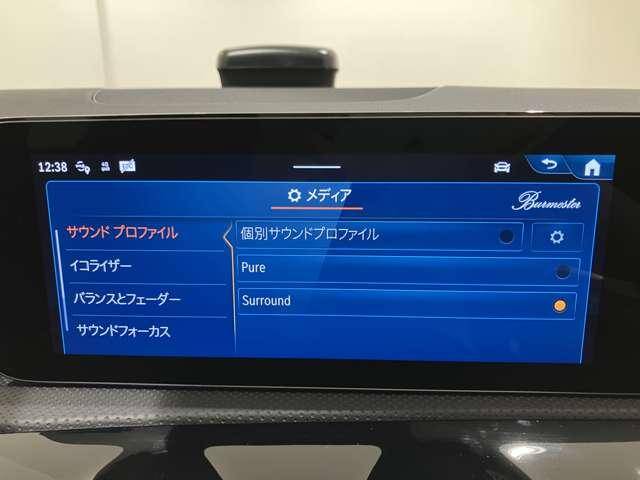 12:38
メディア
Burmester
サウンド プロファイル
イコライザー
バランスとフェーダー
サウンドフォーカス
個別サウンドプロファイル
Pure
Surround